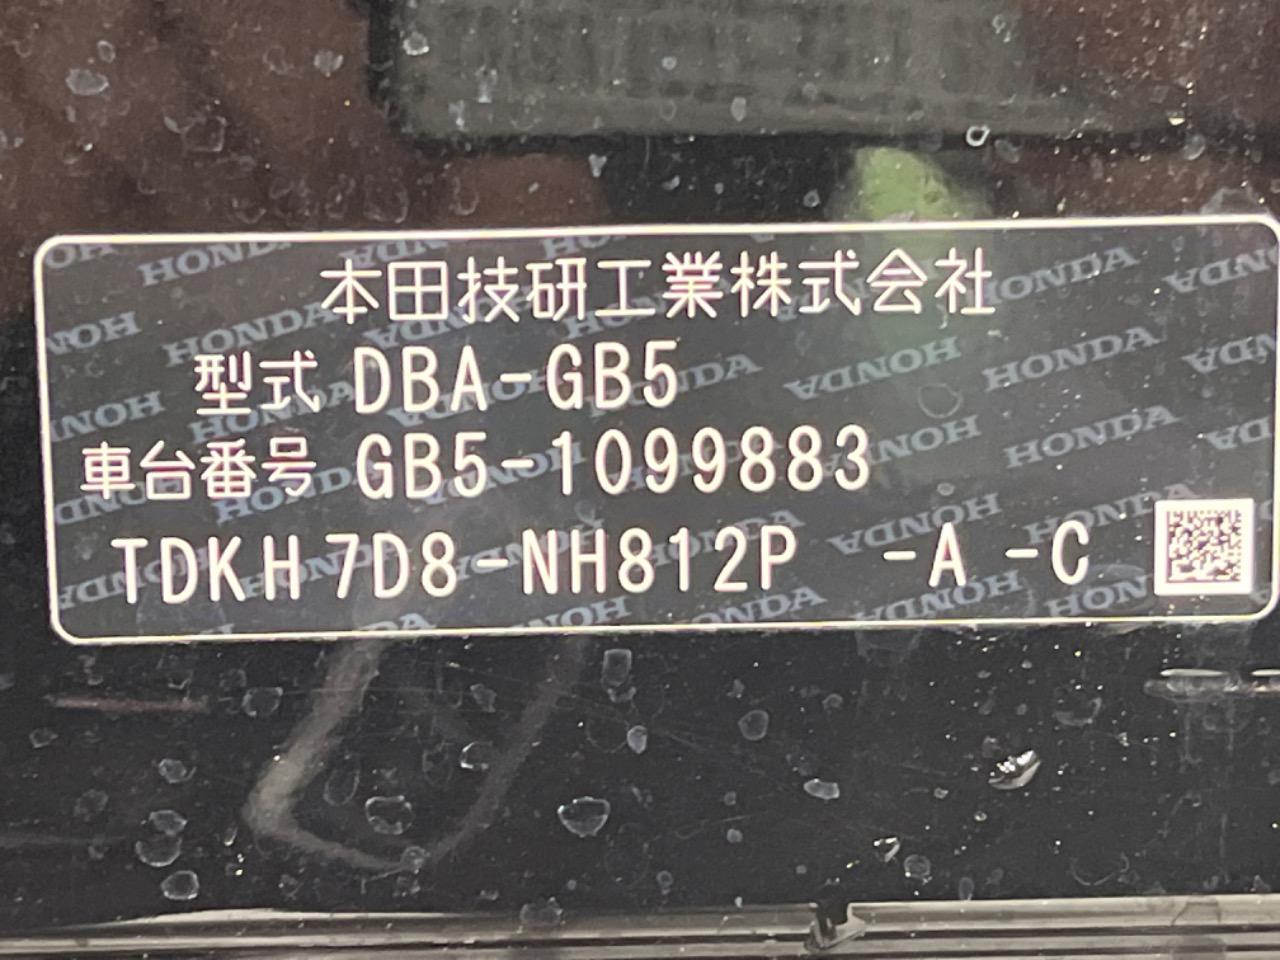 本田技研工業株式会社
型式 DBA-GB5
車台番号 GB5-1099883
TDKH7D8-NH812P -A -C